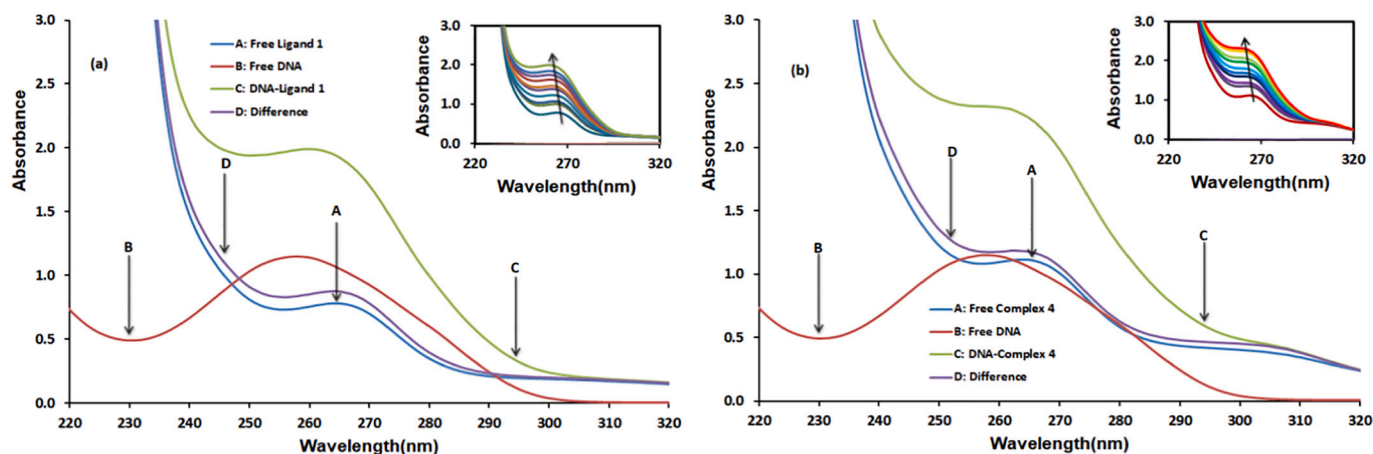 (a)
A: Free Ligand 1
B: Free DNA
C: DNA-Ligand 1
D: Difference
Absorbance
3.0
2.5
2.0
1.5
1.0
0.5
0.0
220 230 240 250 260 270 280 290 300 310 320
Wavelength(nm)
B
D
A
C
Absorbance
3.0
2.0
1.0
0.0
220 270 320
Wavelength(nm)
(b)
Absorbance
3.0
2.5
2.0
1.5
1.0
0.5
0.0
220 230 240 250 260 270 280 290 300 310 320
Wavelength(nm)
B
D
A
C
A: Free Complex 4
B: Free DNA
C: DNA-Complex 4
D: Difference
Absorbance
3.0
2.0
1.0
0.0
220 270 320
Wavelength(nm)